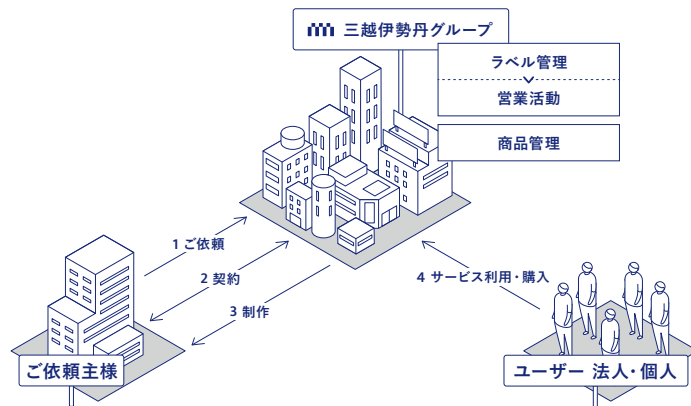 三越伊勢丹グループ
ラベル管理
営業活動
商品管理
1 ご依頼
2 契約
3 制作
4 サービス利用・購入
ご依頼主様
ユーザー 法人・個人